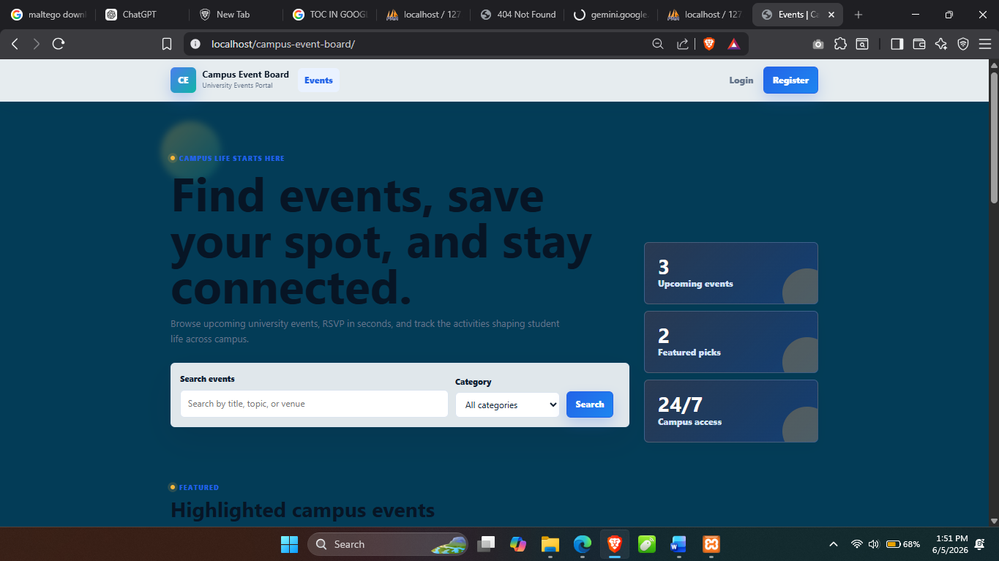 maltego downl
ChatGPT
New Tab
TOC IN GOOGL
localhost / 127
404 Not Found
gemini.google.
localhost / 127
Events | Ca
localhost/campus-event-board/
CE
Campus Event Board
University Events Portal
Events
Login
Register
CAMPUS LIFE STARTS HERE
Find events, save
your spot, and stay
connected.
Browse upcoming university events, RSVP in seconds, and track the activities shaping student
life across campus.
Search events
Search by title, topic, or venue
Category
All categories
Search
3
Upcoming events
2
Featured picks
24/7
Campus access
FEATURED
Highlighted campus events
Search
68%
1:51 PM
6/5/2026